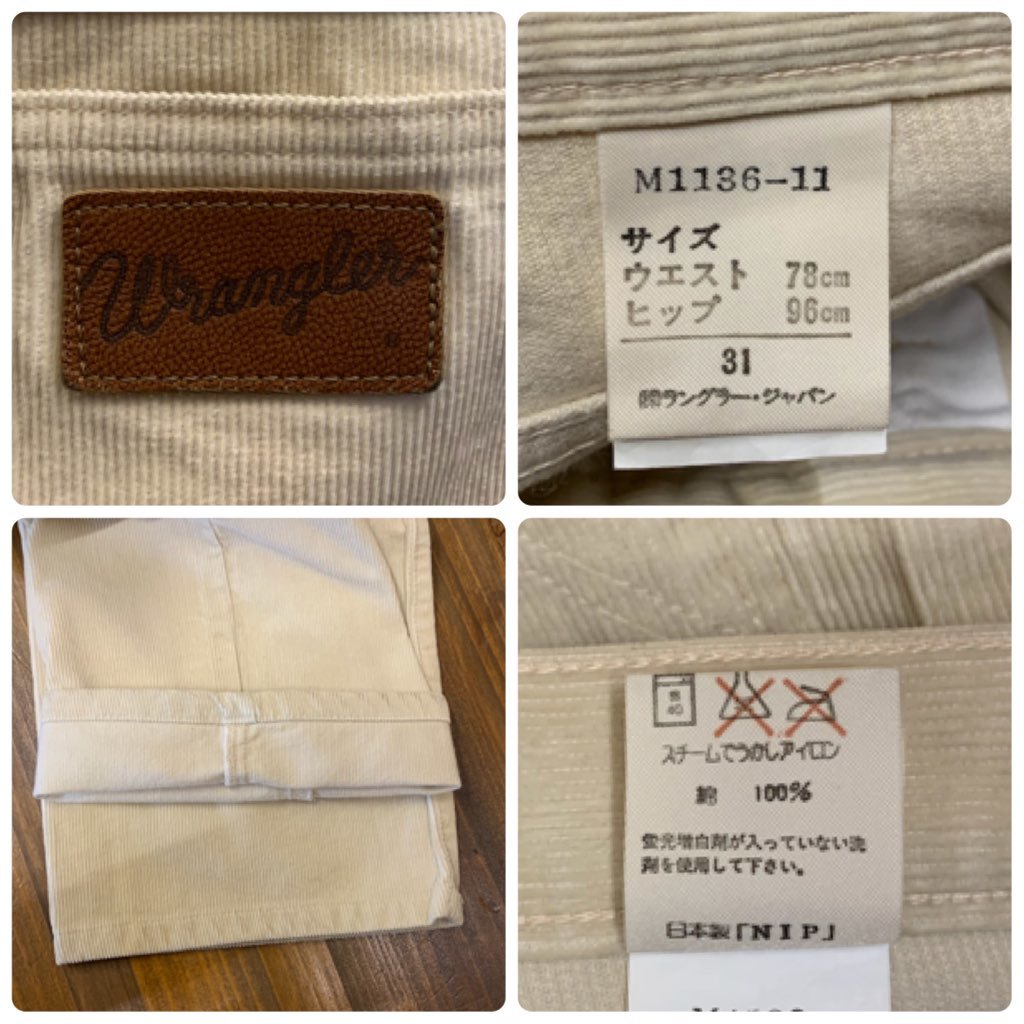 Wrangler
M1136-11
サイズ
ウエスト 78cm
ヒップ 96cm
31
㈱ラングラー・ジャパン
40
スチームでうかしアイロン
綿 100%
蛍光増白剤が入っていない洗
剤を使用して下さい。
日本製「NIP」